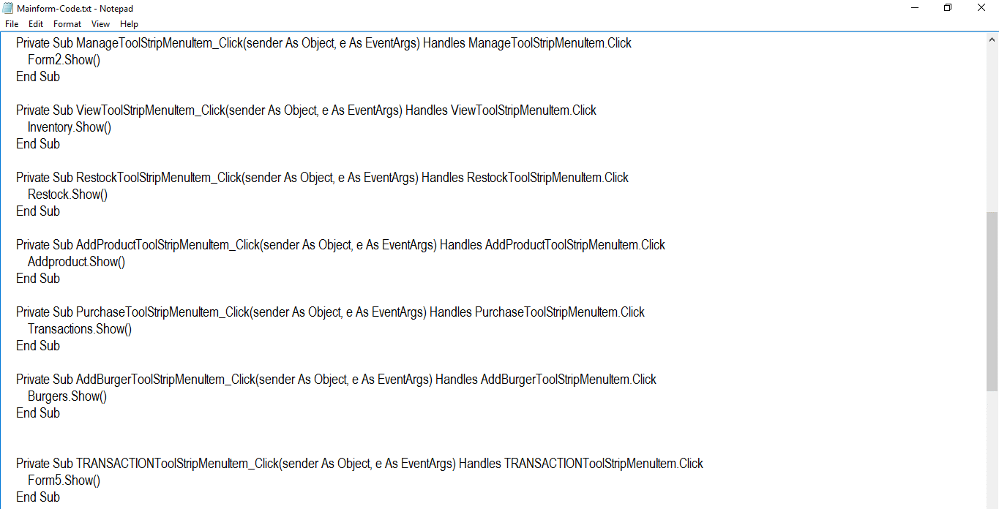 Mainform-Code.txt - Notepad
File Edit Format View Help
Private Sub ManageToolStripMenuItem_Click(sender As Object, e As EventArgs) Handles ManageToolStripMenuItem.Click
Form2.Show()
End Sub
Private Sub ViewToolStripMenuItem_Click(sender As Object, e As EventArgs) Handles ViewToolStripMenuItem.Click
Inventory.Show()
End Sub
Private Sub RestockToolStripMenuItem_Click(sender As Object, e As EventArgs) Handles RestockToolStripMenuItem.Click
Restock.Show()
End Sub
Private Sub AddProductToolStripMenuItem_Click(sender As Object, e As EventArgs) Handles AddProductToolStripMenuItem.Click
Addproduct.Show()
End Sub
Private Sub PurchaseToolStripMenuItem_Click(sender As Object, e As EventArgs) Handles PurchaseToolStripMenuItem.Click
Transactions.Show()
End Sub
Private Sub AddBurgerToolStripMenuItem_Click(sender As Object, e As EventArgs) Handles AddBurgerToolStripMenuItem.Click
Burgers.Show()
End Sub
Private Sub TRANSACTIONToolStripMenuItem_Click(sender As Object, e As EventArgs) Handles TRANSACTIONToolStripMenuItem.Click
Form5.Show()
End Sub